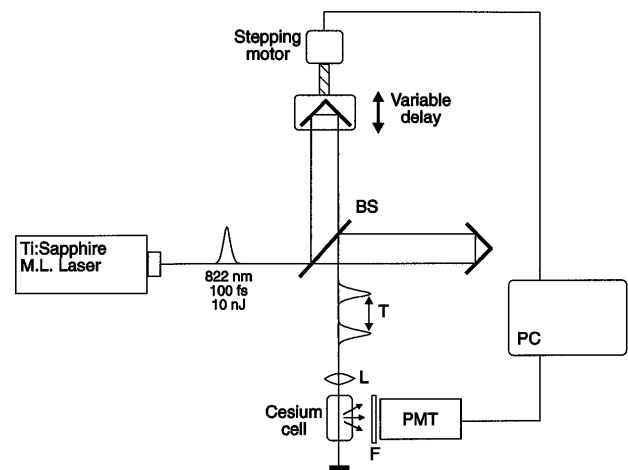 Stepping
motor
Variable
delay
BS
Ti:Sapphire
M.L. Laser
822 nm
100 fs
10 nJ
T
PC
L
Cesium
cell
PMT
F